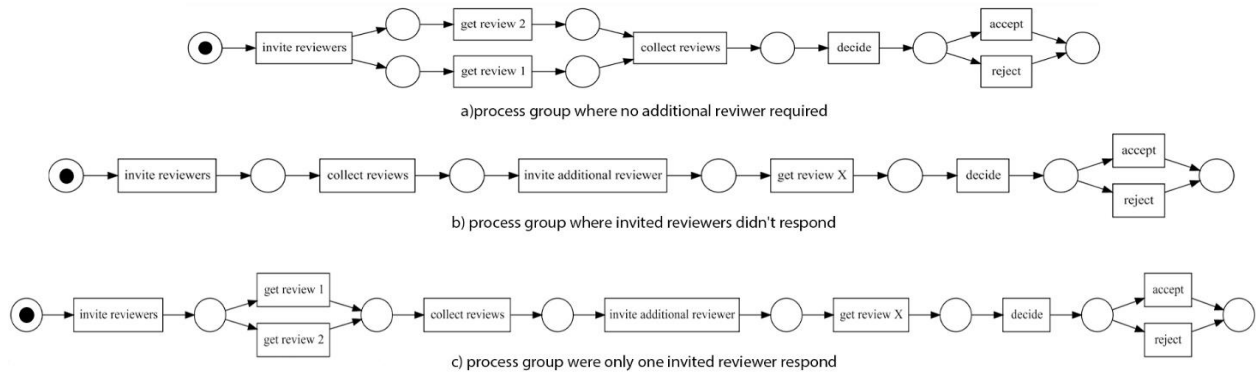 get review 2
accept
invite reviewers
collect reviews
decide
get review 1
reject
a)process group where no additional reviwer required
accept
invite reviewers
collect reviews
invite additional reviewer
get review X
decide
reject
b) process group where invited reviewers didn't respond
get review 1
accept
invite reviewers
collect reviews
invite additional reviewer
get review X
decide
get review 2
reject
c) process group were only one invited reviewer respond